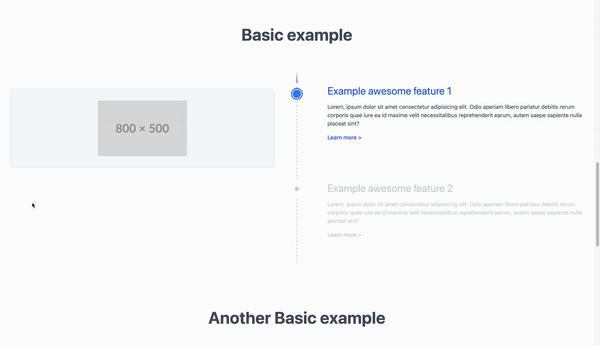 Basic example
800 × 500
Example awesome feature 1
Lorem, ipsum dolor sit amet consectetur adipisicing elit. Odio aperiam libero pariatur debitis rerum
corporis quae iure ea id maxime velit necessitatibus reprehenderit earum, autem saepe sapiente nulla
placeat sint?
Learn more >
Example awesome feature 2
Lorem, ipsum dolor sit amet consectetur adipisicing elit. Odio aperiam libero pariatur debitis rerum
corporis quae iure ea id maxime velit necessitatibus reprehenderit earum, autem saepe sapiente nulla
placeat sint?
Learn more >
Another Basic example